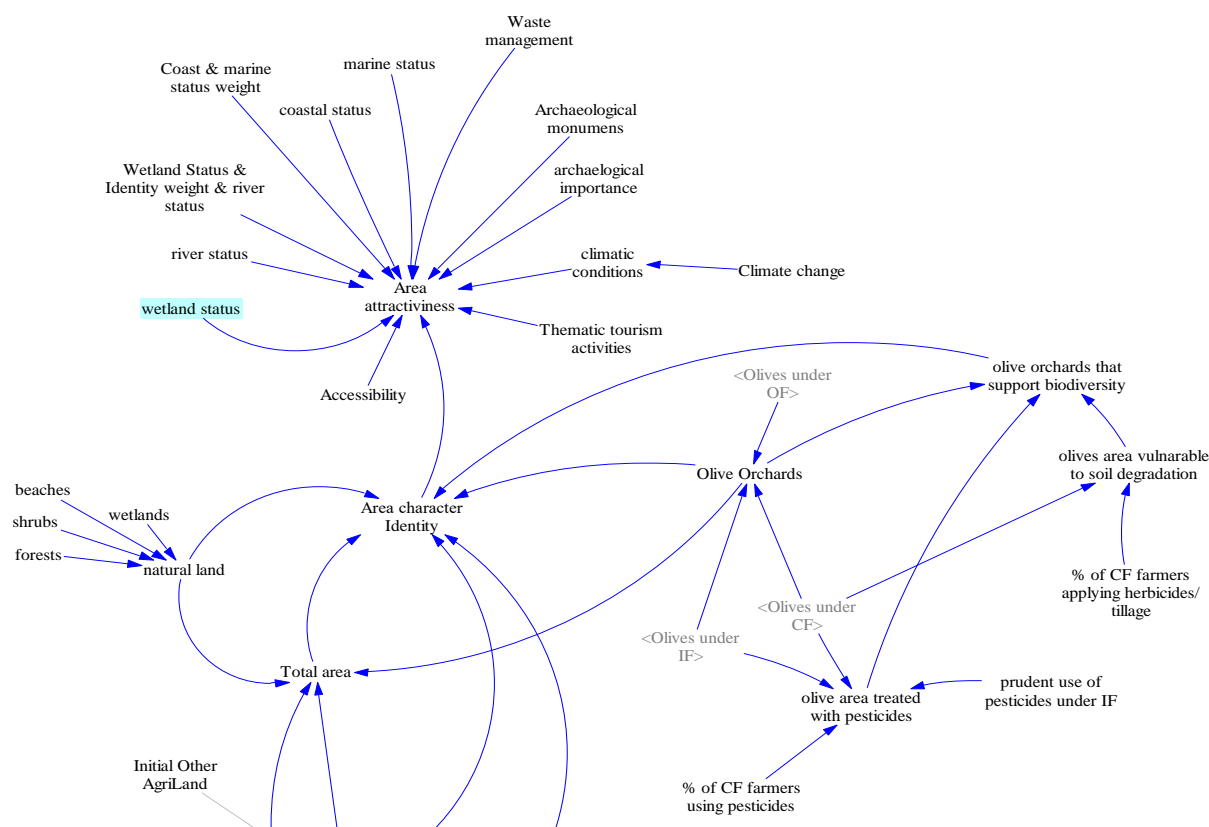 Waste
management
marine status
Coast & marine
status weight
coastal status
Archaeological
monumens
Wetland Status &
Identity weight & river
status
archaelogical
importance
river status
climatic
conditions
Climate change
Area
attractiviness
wetland status
Thematic tourism
activities
Accessibility
<Olives under
OF>
olive orchards that
support biodiversity
Olive Orchards
olives area vulnarable
to soil degradation
beaches
wetlands
shrubs
forests
natural land
Area character
Identity
% of CF farmers
applying herbicides/
tillage
<Olives under
CF>
<Olives under
IF>
Total area
olive area treated
with pesticides
prudent use of
pesticides under IF
Initial Other
AgriLand
% of CF farmers
using pesticides